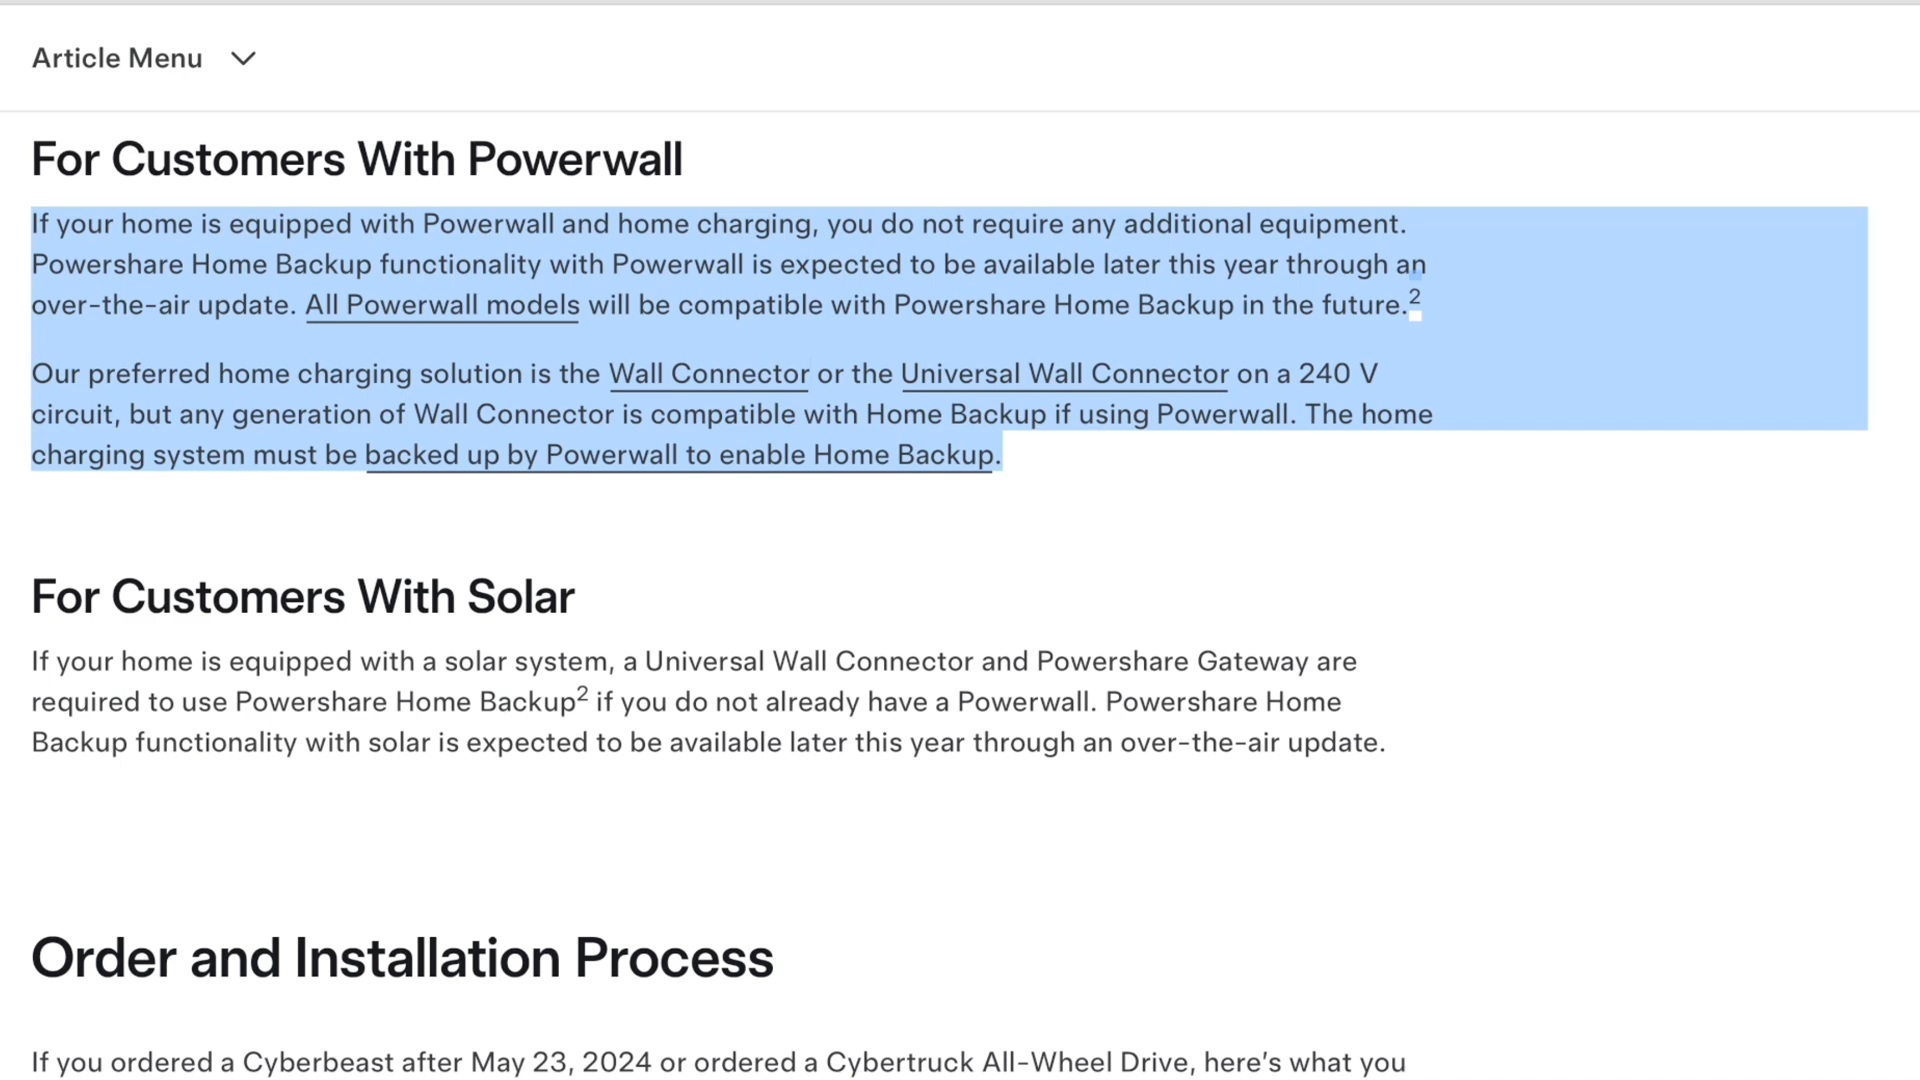 Article Menu
For Customers With Powerwall
If your home is equipped with Powerwall and home charging, you do not require any additional equipment.
Powershare Home Backup functionality with Powerwall is expected to be available later this year through an
over-the-air update. All Powerwall models will be compatible with Powershare Home Backup in the future.2
Our preferred home charging solution is the Wall Connector or the Universal Wall Connector on a 240 V
circuit, but any generation of Wall Connector is compatible with Home Backup if using Powerwall. The home
charging system must be backed up by Powerwall to enable Home Backup.
For Customers With Solar
If your home is equipped with a solar system, a Universal Wall Connector and Powershare Gateway are
required to use Powershare Home Backup2 if you do not already have a Powerwall. Powershare Home
Backup functionality with solar is expected to be available later this year through an over-the-air update.
Order and Installation Process
If you ordered a Cyberbeast after May 23, 2024 or ordered a Cybertruck All-Wheel Drive, here’s what you